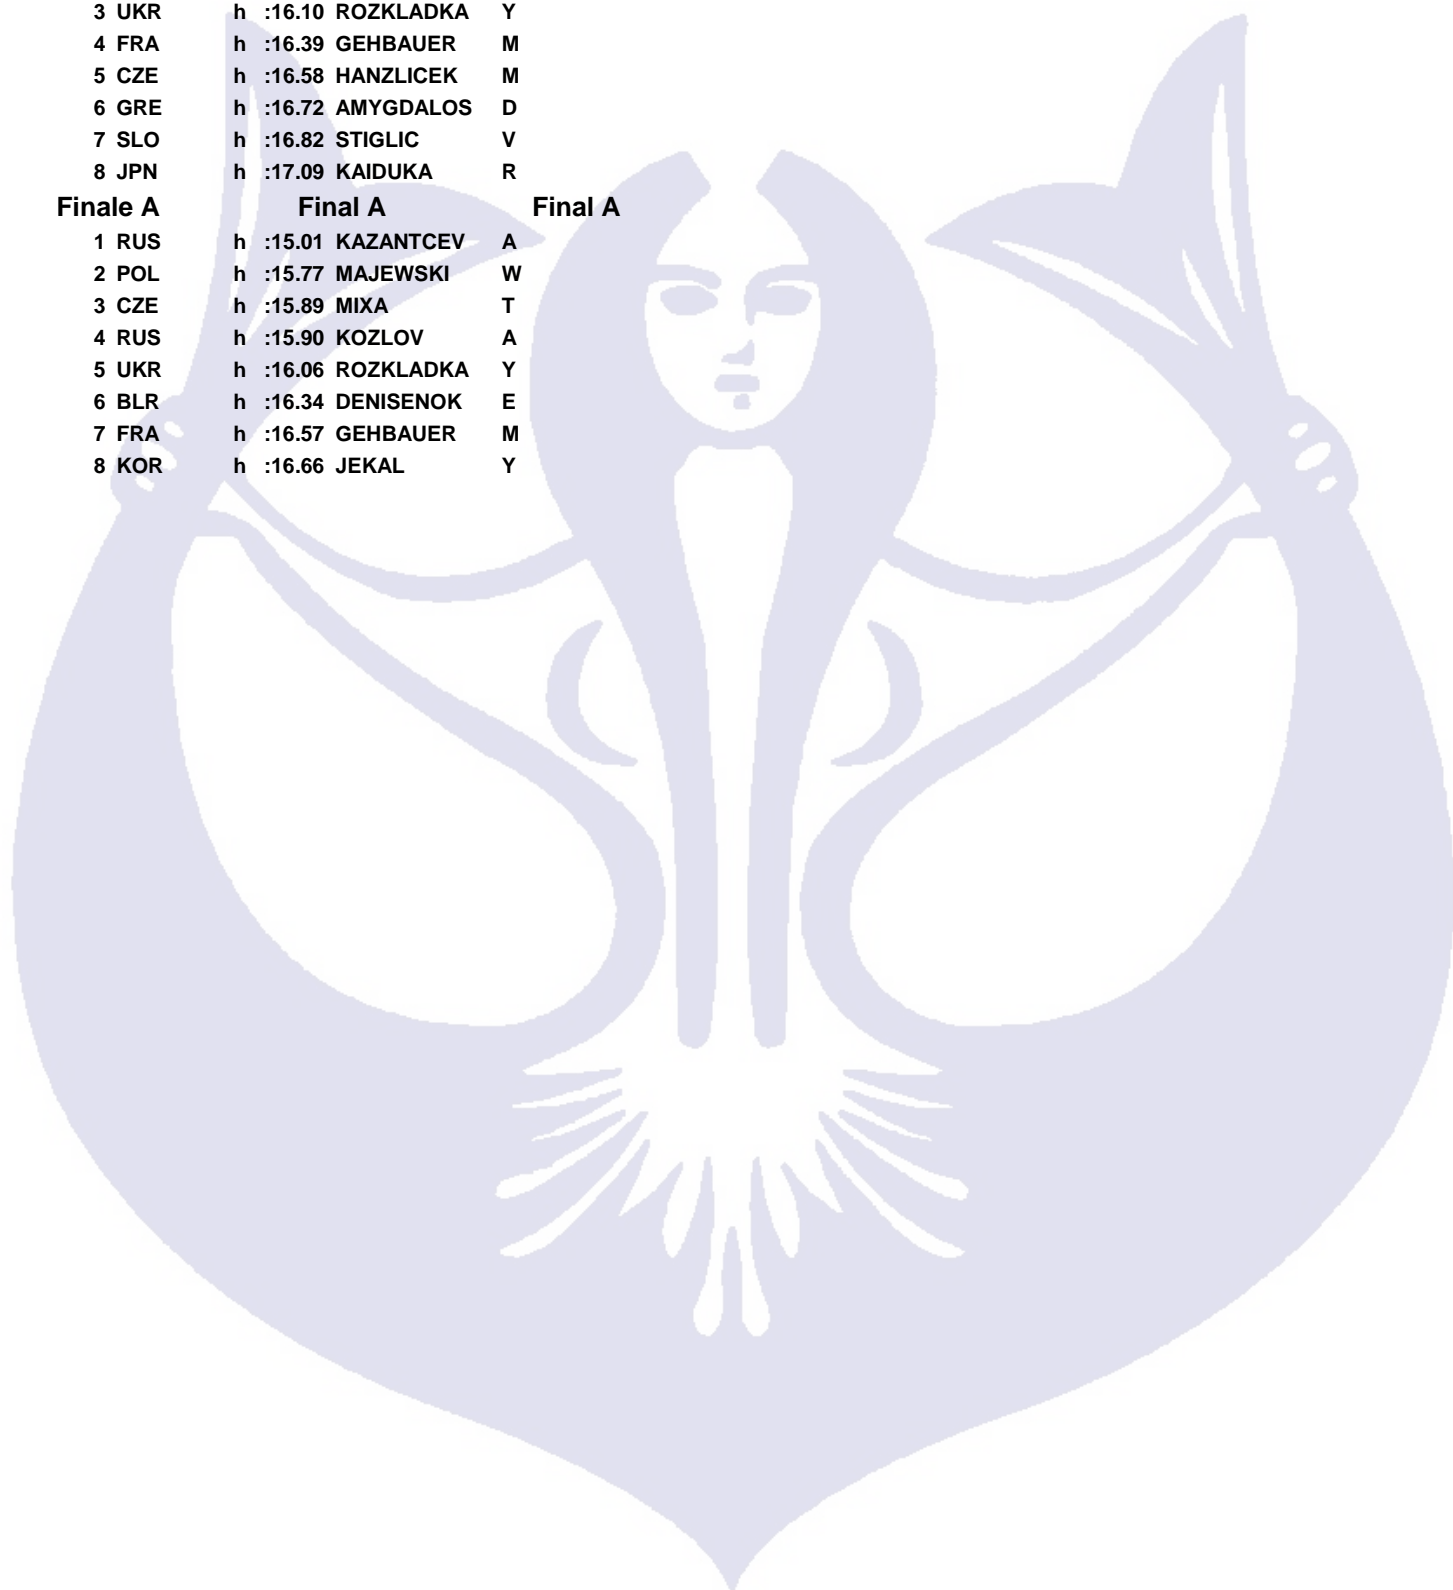 3 UKR h :16.10 ROZKLADKA Y
4 FRA h :16.39 GEHBAUER M
5 CZE h :16.58 HANZLICEK M
6 GRE h :16.72 AMYGDALOS D
7 SLO h :16.82 STIGLIC V
8 JPN h :17.09 KAIDUKA R
Finale A Final A Final A
1 RUS h :15.01 KAZANTCEV A
2 POL h :15.77 MAJEWSKI W
3 CZE h :15.89 MIXA T
4 RUS h :15.90 KOZLOV A
5 UKR h :16.06 ROZKLADKA Y
6 BLR h :16.34 DENISENOK E
7 FRA h :16.57 GEHBAUER M
8 KOR h :16.66 JEKAL Y